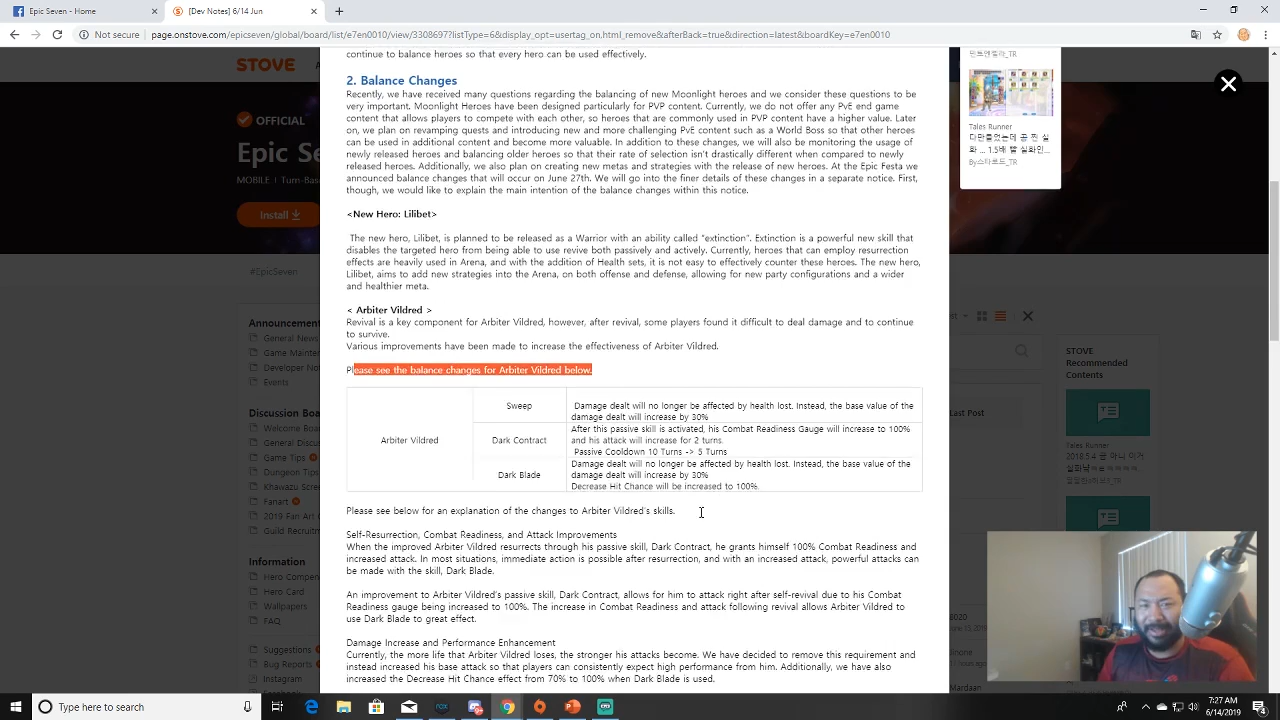 Epic Seven - Home
[Dev Notes] 6/14 Jun
Not secure | page.onstove.com/epicseven/global/board/list/e7en0010/view/3308697?listType=6&display_opt=usertag_on,html_remove&afterBack=true&direction=latest&boardKey=e7en0010
STOVE
OFFICIAL
Epic Se
MOBILE | Turn-Bas
Install
#EpicSeven
Announcement
General News
Game Mainten
Developer Not
Events
Discussion Boa
Welcome Boa
General Discus
Game Tips
Dungeon Tips
Khawazu Scree
Fanart
2019 Fan Art C
Guild Recruitm
Information
Hero Compen
Hero Card
Wallpapers
FAQ
Suggestions
Bug Reports
Instagram
Facebook
continue to balance heroes so that every hero can be used effectively.
2. Balance Changes
Recently, we have received many questions regarding the balancing of new Moonlight heroes and we consider these questions to be
very important. Moonlight Heroes have been designed particularly for PVP content. Currently, we do not offer any PvE end game
content that allows players to compete with each other, so heroes that are commonly used in PVP content have a higher value. Later
on, we plan on revamping quests and introducing new and more challenging PvE content such as a World Boss so that other heroes
can be used in additional content and become more valuable. In addition to these changes, we will also be monitoring the usage of
newly released heroes and balancing older heroes so that their rate of selection isn't drastically different when compared to newly
released heroes. Additionally, we also plan on creating new metas and strategies with the release of new heroes. At the Epic Festa we
announced balance changes that will occur on June 27th. We will go into the finer details of these changes in a separate notice. First,
though, we would like to explain the main intention of the balance changes within this notice.
<New Hero: Lilibet>
The new hero, Lilibet, is planned to be released as a Warrior with an ability called "extinction". Extinction is a powerful new skill that
disables the targeted hero from being able to use revive both passively and actively. Currently, heroes that can employ resurrection
effects are heavily used in Arena, and with the addition of Health sets, it is not easy to effectively counter these heroes. The new hero,
Lilibet, aims to add new strategies into the Arena, on both offense and defense, allowing for new party configurations and a wider
and healthier meta.
< Arbiter Vildred >
Revival is a key component for Arbiter Vildred, however, after revival, some players found it difficult to deal damage and to continue
to survive.
Various improvements have been made to increase the effectiveness of Arbiter Vildred.
Please see the balance changes for Arbiter Vildred below.
Arbiter Vildred
Sweep
Damage dealt will no longer be affected by health lost. Instead, the base value of the
damage dealt will increase by 30%
Dark Contract
After this passive skill is activated, his Combat Readiness Gauge will increase to 100%
and his attack will increase for 2 turns.
Passive Cooldown 10 Turns -> 5 Turns
Dark Blade
Damage dealt will no longer be affected by health lost. Instead, the base value of the
damage dealt will increase by 30%
Decrease Hit Chance will be increased to 100%.
Please see below for an explanation of the changes to Arbiter Vildred's skills.
Self-Resurrection, Combat Readiness, and Attack Improvements
When the improved Arbiter Vildred resurrects through his passive skill, Dark Contract, he grants himself 100% Combat Readiness and
increased attack. In most situations, immediate action is possible after resurrection, and with an increased attack, powerful attacks can
be made with the skill, Dark Blade.
An improvement to Arbiter Vildred's passive skill, Dark Contract, allows for him to attack right after self-revival due to his Combat
Readiness gauge being increased to 100%. The increase in Combat Readiness and attack following revival allows Arbiter Vildred to
use Dark Blade to great effect.
Damage Increase and Performance Enhancement
Currently, the more life that Arbiter Vildred loses, the stronger his attacks become. We have decided to remove this requirement and
instead increased his base attack so that players can consistently expect high performance from him. Additionally, we have also
increased the Decrease Hit Chance effect from 70% to 100% when Dark Blade is used.
Tales Runner
STOVE
Recommended
Contents
Last Post
Tales Runner
Type here to search
7:27 AM
6/14/2019